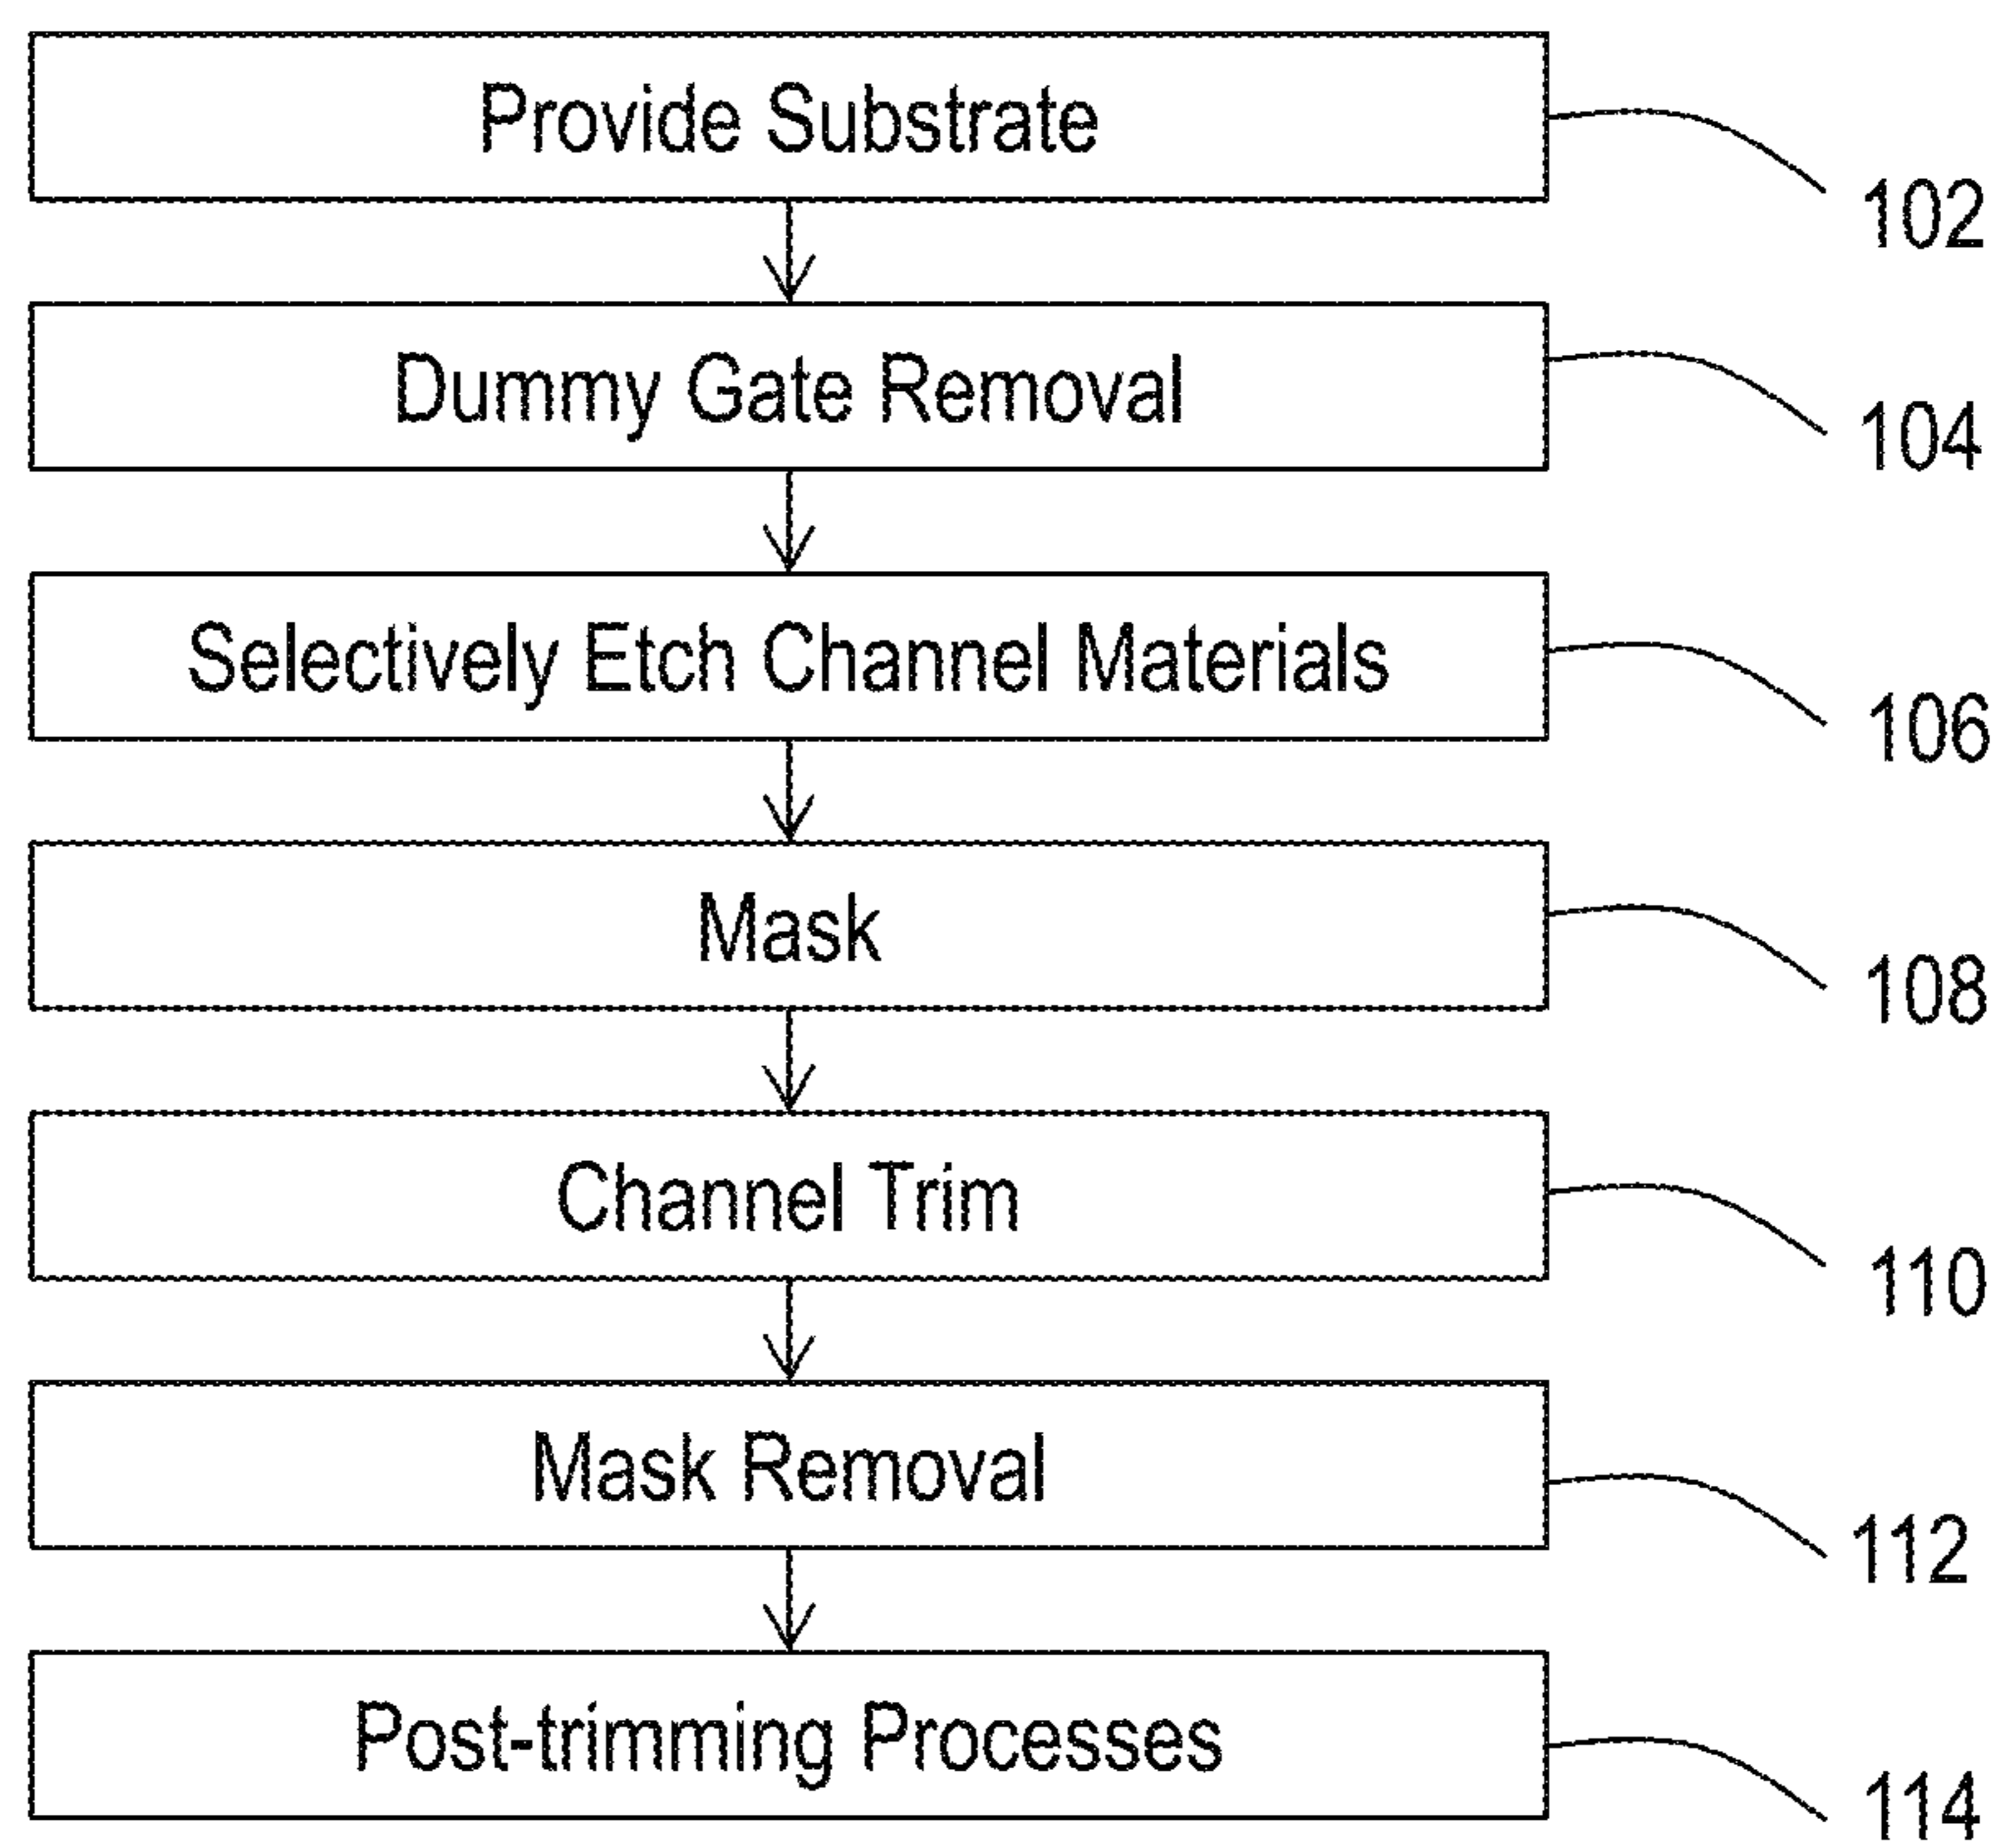 Provide Substrate
102
Dummy Gate Removal
104
Selectively Etch Channel Materials
106
Mask
108
Channel Trim
110
Mask Removal
112
Post-trimming Processes
114